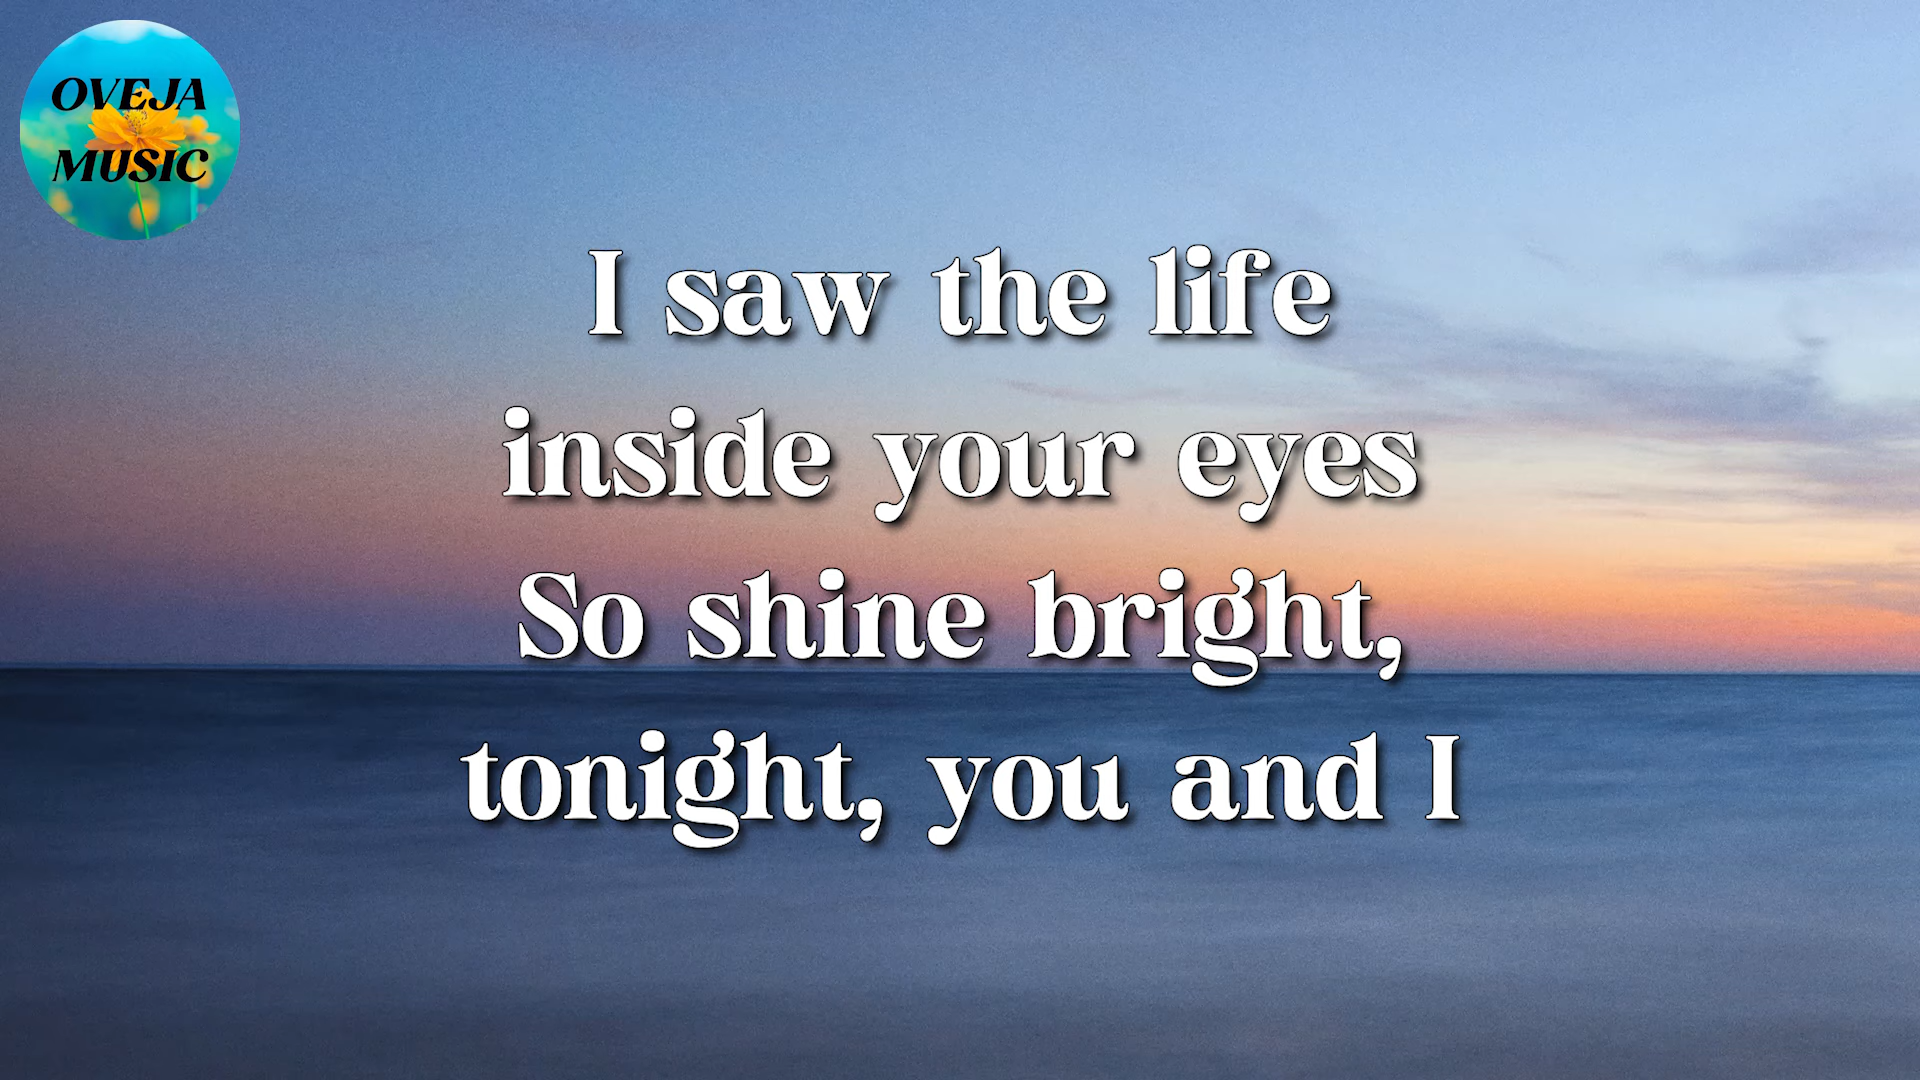 OVEJA
MUSIC
I saw the life
inside your eyes
So shine bright,
tonight, you and I